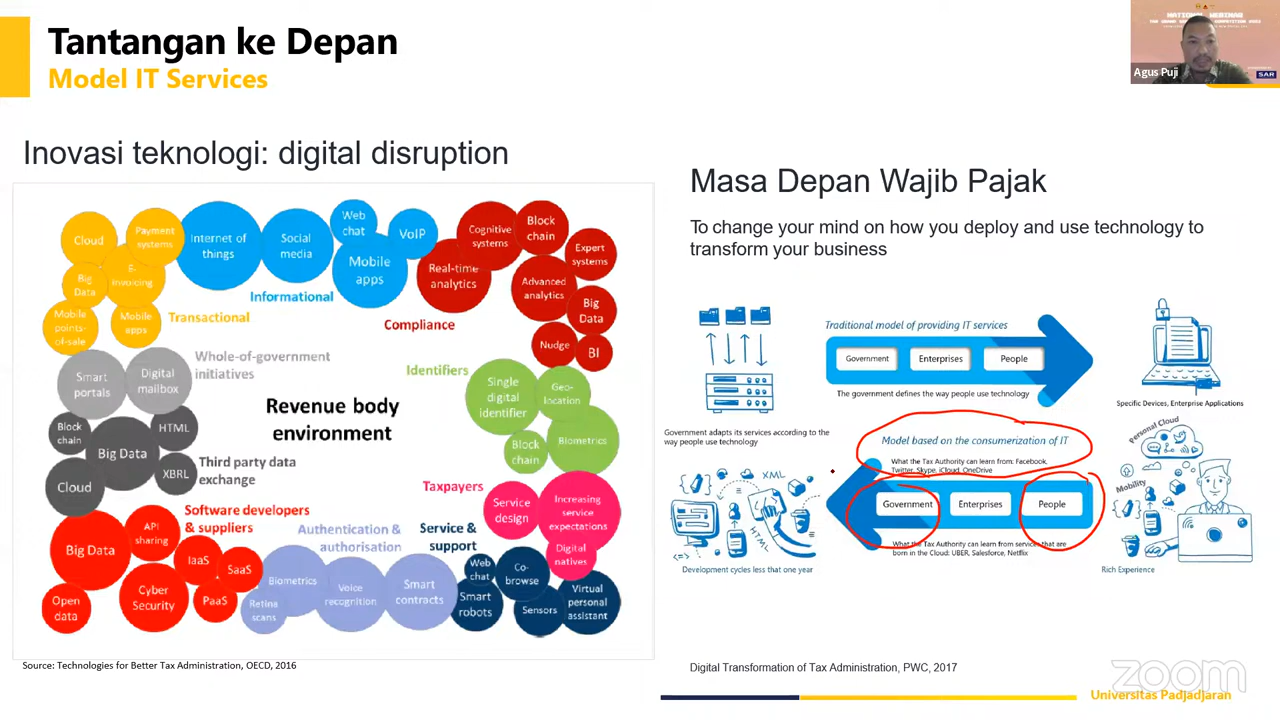 Tantangan ke Depan
Model IT Services
NATIONAL WEBINAR
Agus Puji
SAR
Inovasi teknologi: digital disruption
Cloud
Payment
systems
E-
invoicing
Big
Data
Mobile
points-
of-sale
Mobile
apps
Transactional
Internet of
things
Social
media
Web
chat
VoIP
Mobile
apps
Informational
Cognitive
systems
Block
chain
Expert
systems
Real-time
analytics
Advanced
analytics
Big
Data
Nudge
BI
Compliance
Whole-of-government
initiatives
Smart
portals
Digital
mailbox
Identifiers
Single
digital
identifier
Geo-
location
Block
chain
Biometrics
Revenue body
environment
Block
chain
HTML
Big Data
XBRL
Cloud
Third party data
exchange
Taxpayers
Service
design
Increasing
service
expectations
Digital
natives
Software developers
& suppliers
Big Data
API
sharing
IaaS
SaaS
PaaS
Cyber
Security
Open
data
Authentication &
authorisation
Biometrics
Retina
scans
Voice
recognition
Smart
contracts
Service &
support
Web
chat
Co-
browse
Smart
robots
Sensors
Virtual
personal
assistant
Source: Technologies for Better Tax Administration, OECD, 2016
Masa Depan Wajib Pajak
To change your mind on how you deploy and use technology to
transform your business
Traditional model of providing IT services
Government
Enterprises
People
The government defines the way people use technology
Specific Devices, Enterprise Applications
Government adapts its services according to the
way people use technology
Model based on the consumerization of IT
What the Tax Authority can learn from: Facebook,
Twitter, Skype, iCloud, OneDrive
Government
Enterprises
People
What the Tax Authority can learn from services that are
born in the Cloud: UBER, Salesforce, Netflix
XML
HTML
Development cycles less that one year
Personal Cloud
Mobility
Rich Experience
Digital Transformation of Tax Administration, PWC, 2017
zoom
Universitas Padjadjaran